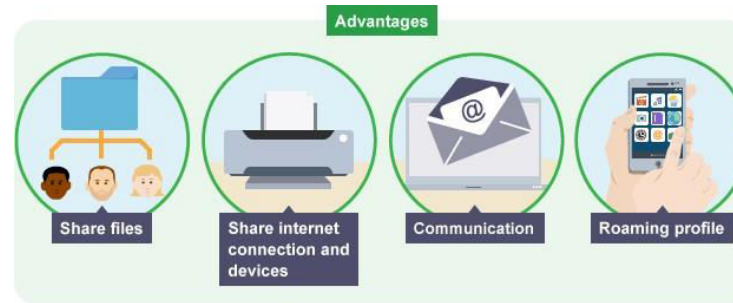 Advantages
Share files
Share internet
connection and
devices
@
Communication
Roaming profile